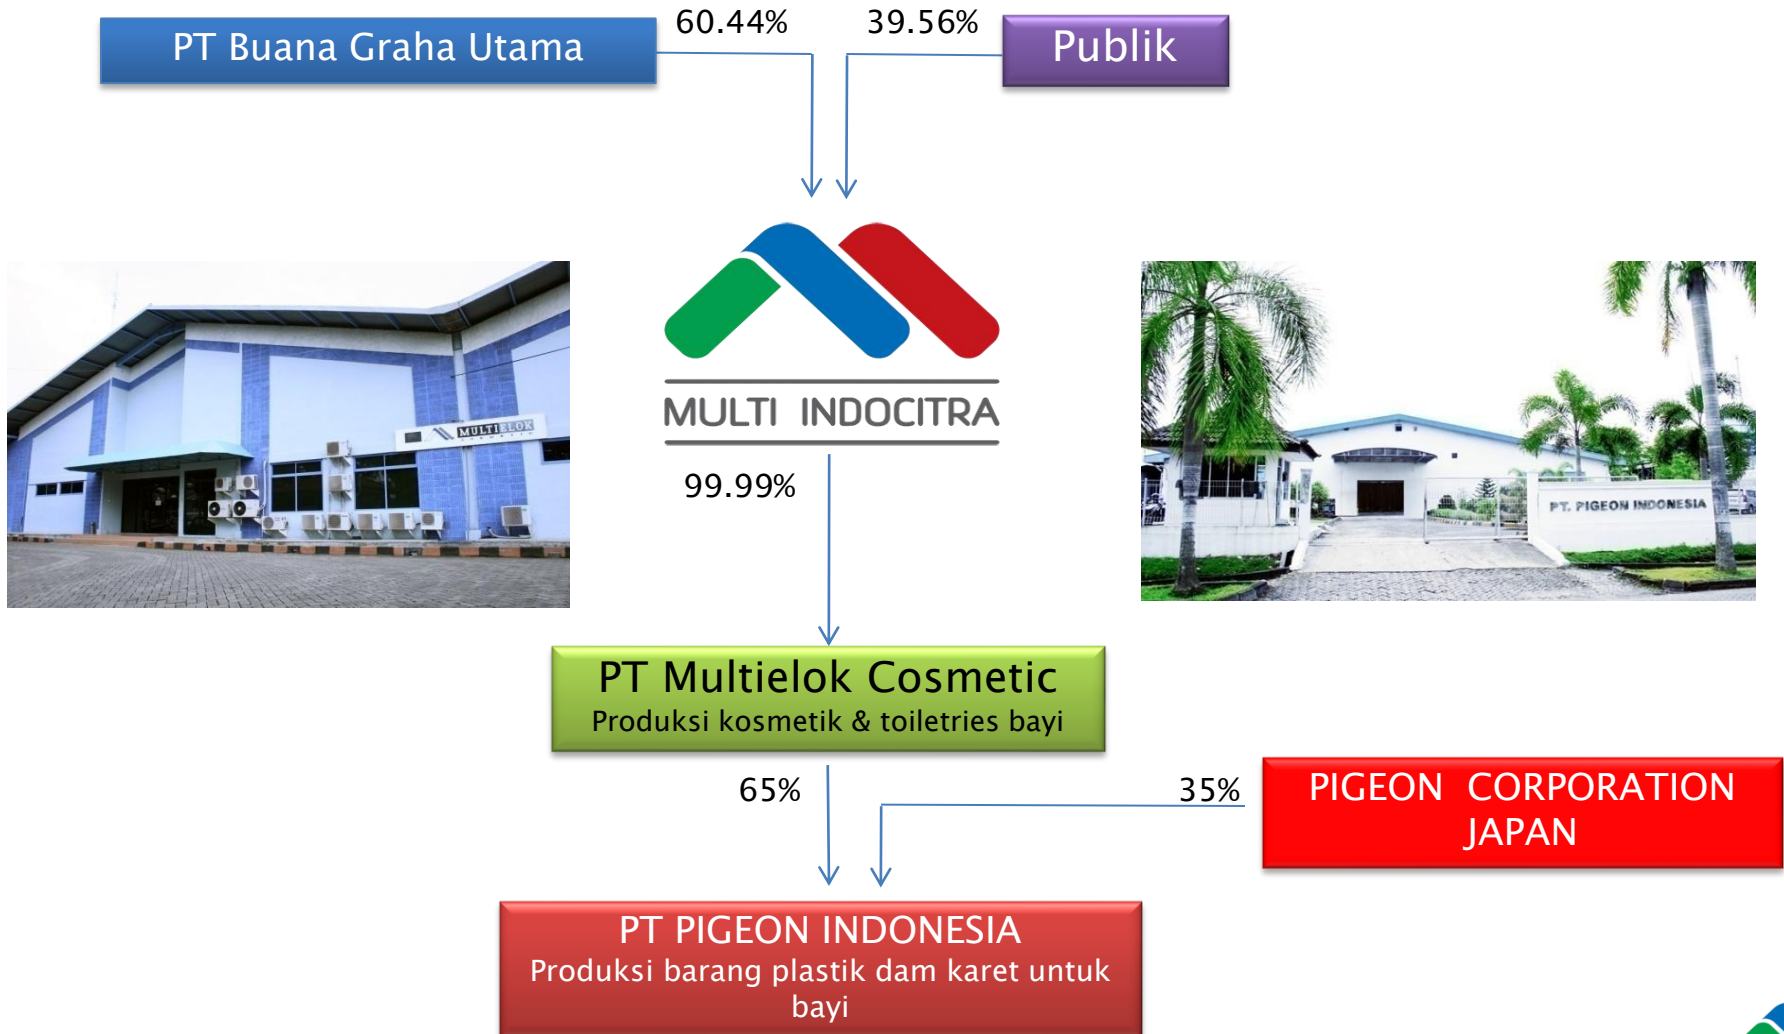 60.44%
39.56%
PT Buana Graha Utama
Publik
MULTI INDOCITRA
MULTIELOK
PT. PIGEON INDONESIA
99.99%
PT Multielok Cosmetic
Produksi kosmetik & toiletries bayi
65%
35%
PIGEON CORPORATION
JAPAN
PT PIGEON INDONESIA
Produksi barang plastik dam karet untuk
bayi